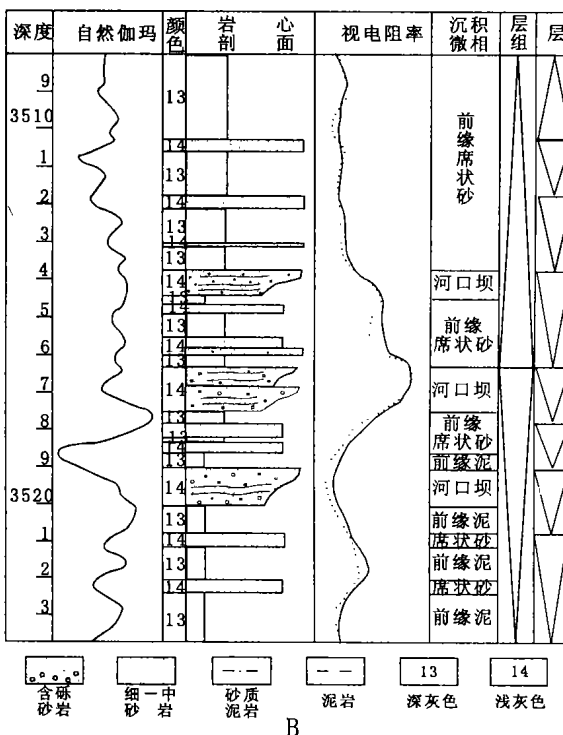 深度
自然伽玛
颜色
岩心
剖面
视电阻率
沉积
微相
层组
层
9
3510
1
2
3
4
5
6
7
8
9
3520
1
2
3
13
14
13
14
13
14
13
14
13
14
13
14
13
14
13
13
14
13
14
13
14
13
14
13
前缘席状砂
河口坝
前缘
席状砂
河口坝
前缘
席状砂
前缘泥
河口坝
前缘泥
席状砂
前缘泥
席状砂
前缘泥
13
14
含砾
砂岩
细—中
砂岩
砂质
泥岩
泥岩
深灰色
浅灰色
B